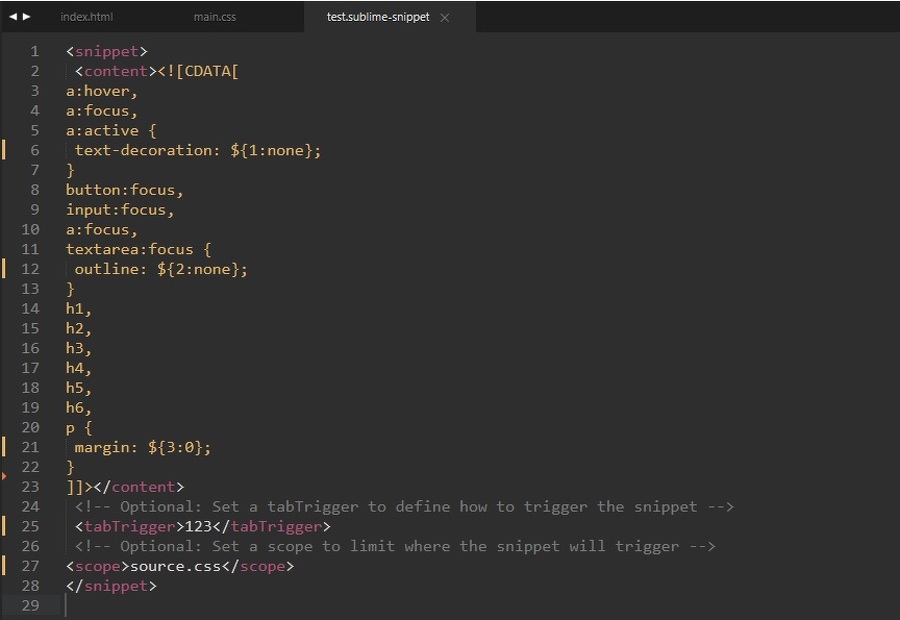 index.html main.css test.sublime-snippet ×
1 <snippet>
2  <content><![CDATA[
3 a:hover,
4 a:focus,
5 a:active {
6  text-decoration: ${1:none};
7 }
8 button:focus,
9 input:focus,
10 a:focus,
11 textarea:focus {
12  outline: ${2:none};
13 }
14 h1,
15 h2,
16 h3,
17 h4,
18 h5,
19 h6,
20 p {
21  margin: ${3:0};
22 }
23 ]]></content>
24  <!-- Optional: Set a tabTrigger to define how to trigger the snippet -->
25  <tabTrigger>123</tabTrigger>
26  <!-- Optional: Set a scope to limit where the snippet will trigger -->
27 <scope>source.css</scope>
28 </snippet>
29